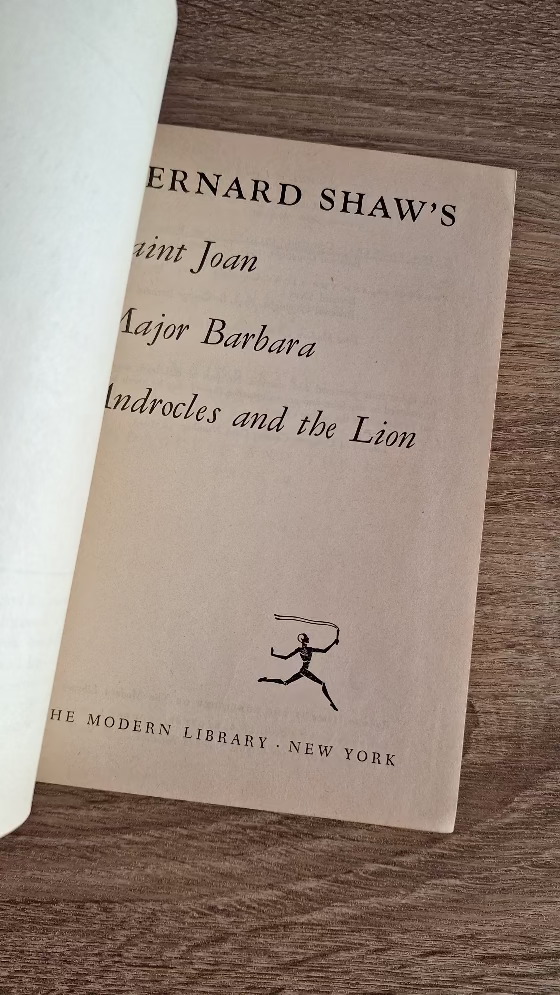 ERNARD SHAW'S
aint Joan
Major Barbara
Androcles and the Lion
HE MODERN LIBRARY · NEW YORK